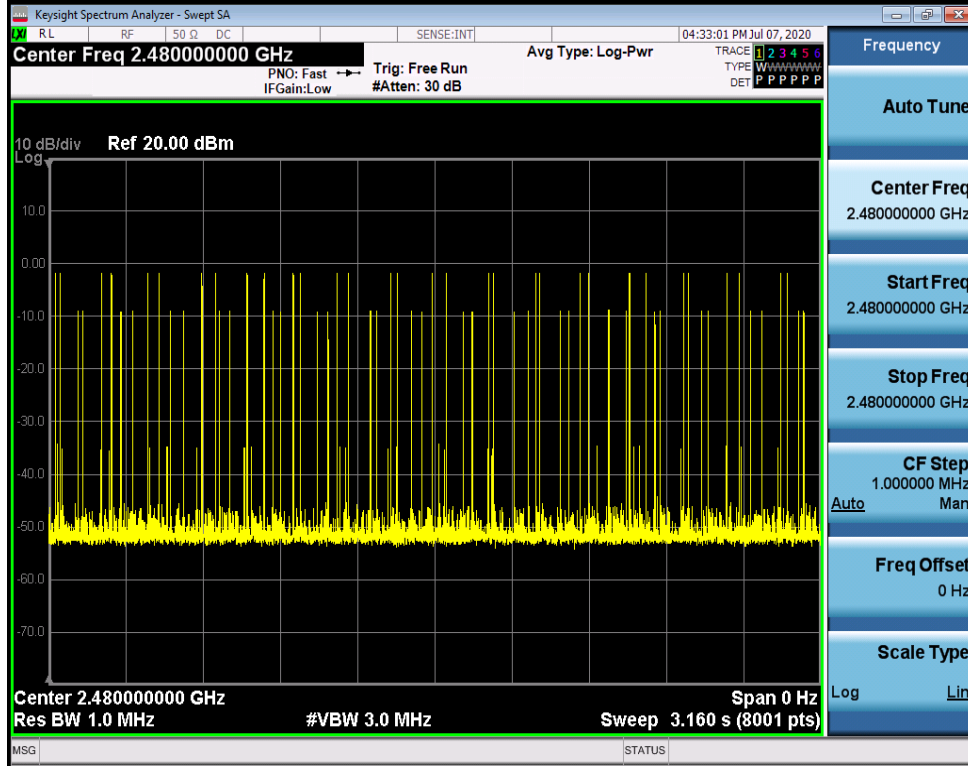 Keysight Spectrum Analyzer - Swept SA
LXI RL RF 50 Ω DC SENSE:INT 04:33:01 PM Jul 07, 2020
Center Freq 2.480000000 GHz
PNO: Fast
IFGain:Low
Trig: Free Run
#Atten: 30 dB
Avg Type: Log-Pwr
TRACE 1 2 3 4 5 6
TYPE WWWWWW
DET P P P P P P
10 dB/div Ref 20.00 dBm
Log
10.0
0.00
-10.0
-20.0
-30.0
-40.0
-50.0
-60.0
-70.0
Center 2.480000000 GHz Span 0 Hz
Res BW 1.0 MHz #VBW 3.0 MHz Sweep 3.160 s (8001 pts)
MSG STATUS
Frequency
Auto Tune
Center Freq
2.480000000 GHz
Start Freq
2.480000000 GHz
Stop Freq
2.480000000 GHz
CF Step
1.000000 MHz
Auto Man
Freq Offset
0 Hz
Scale Type
Log Lin